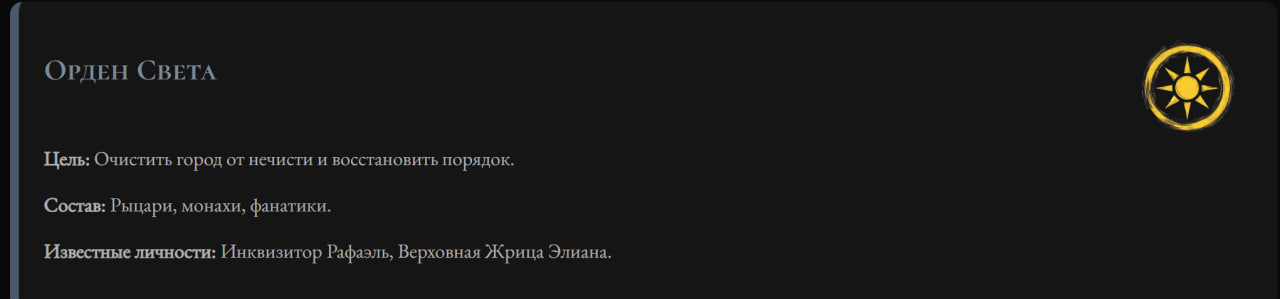 Орден Света
Цель: Очистить город от нечисти и восстановить порядок.
Состав: Рыцари, монахи, фанатики.
Известные личности: Инквизитор Рафаэль, Верховная Жрица Элиана.